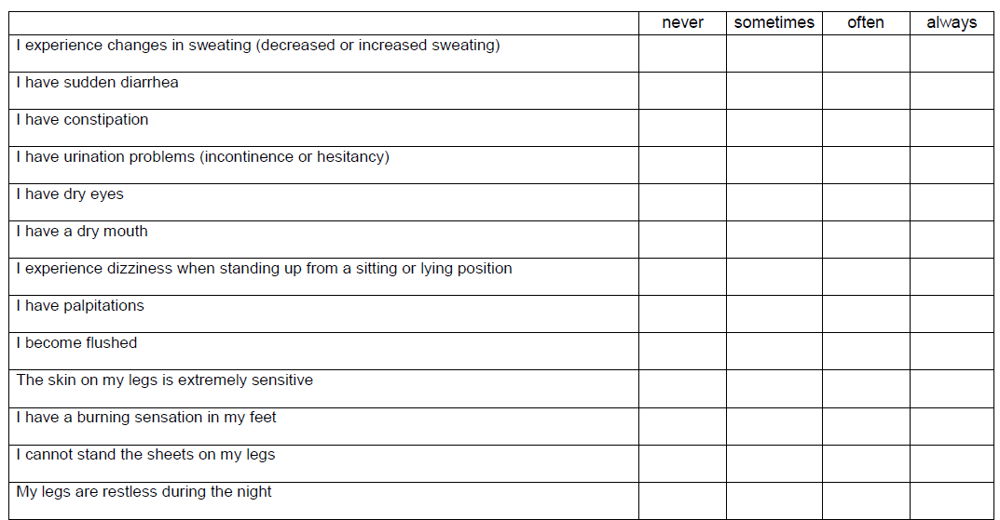 never sometimes often always
I experience changes in sweating (decreased or increased sweating)
I have sudden diarrhea
I have constipation
I have urination problems (incontinence or hesitancy)
I have dry eyes
I have a dry mouth
I experience dizziness when standing up from a sitting or lying position
I have palpitations
I become flushed
The skin on my legs is extremely sensitive
I have a burning sensation in my feet
I cannot stand the sheets on my legs
My legs are restless during the night